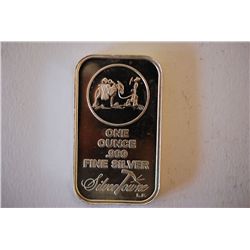 ONE
OUNCE
.999
FINE SILVER
Silvertowne
L.P.